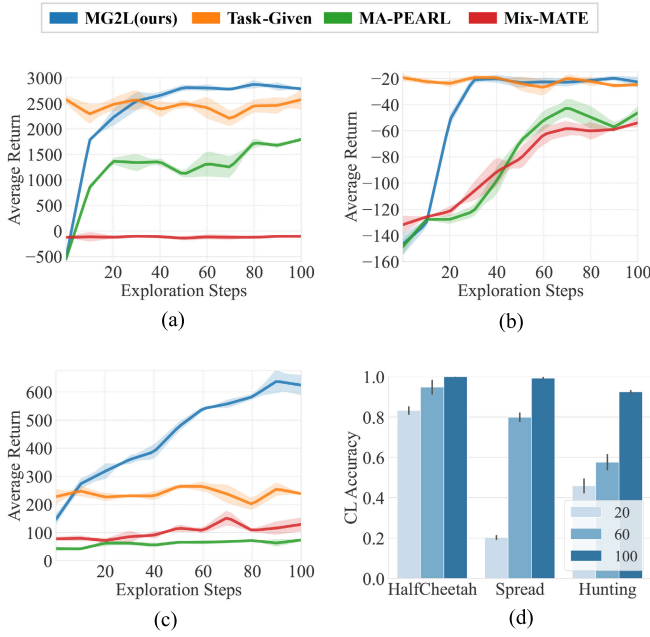 MG2L(ours) Task-Given MA-PEARL Mix-MATE
3000
2500
2000
1500
1000
500
0
−500
Average Return
20 40 60 80 100
Exploration Steps
(a)
−20
−40
−60
−80
−100
−120
−140
−160
Average Return
20 40 60 80 100
Exploration Steps
(b)
600
500
400
300
200
100
0
Average Return
20 40 60 80 100
Exploration Steps
(c)
1.0
0.8
0.6
0.4
0.2
0.0
CL Accuracy
20
60
100
HalfCheetah Spread Hunting
(d)